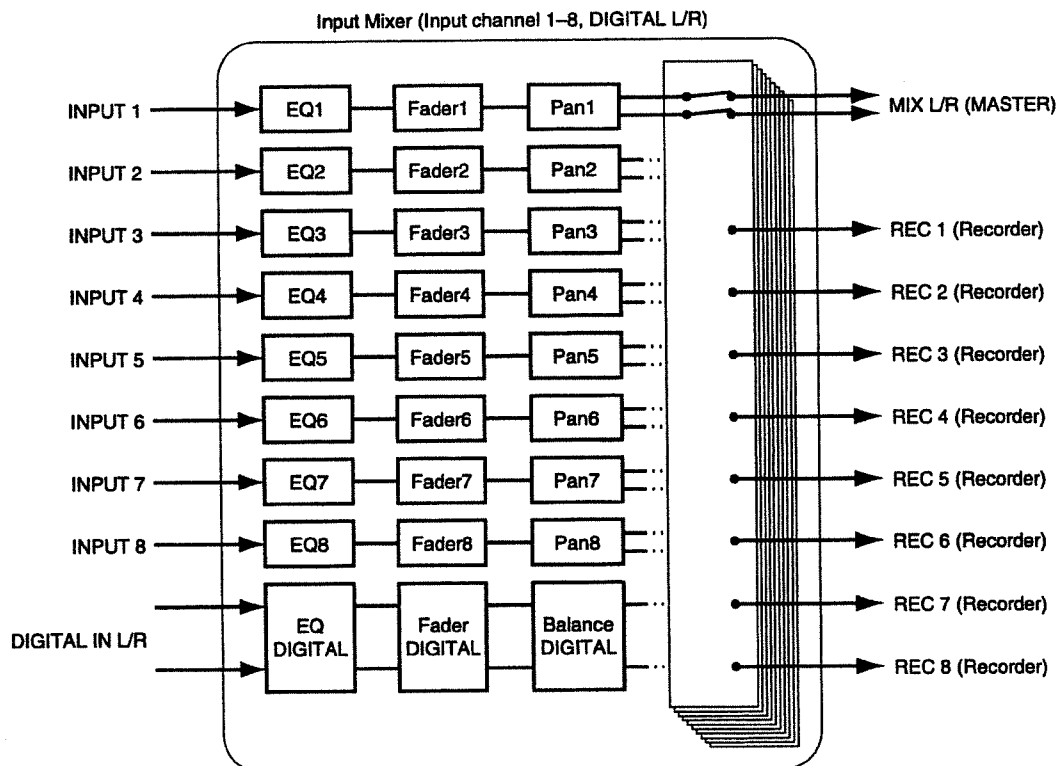 Input Mixer (Input channel 1–8, DIGITAL L/R)
INPUT 1 EQ1 Fader1 Pan1 MIX L/R (MASTER)
INPUT 2 EQ2 Fader2 Pan2
INPUT 3 EQ3 Fader3 Pan3 REC 1 (Recorder)
INPUT 4 EQ4 Fader4 Pan4 REC 2 (Recorder)
INPUT 5 EQ5 Fader5 Pan5 REC 3 (Recorder)
INPUT 6 EQ6 Fader6 Pan6 REC 4 (Recorder)
INPUT 7 EQ7 Fader7 Pan7 REC 5 (Recorder)
INPUT 8 EQ8 Fader8 Pan8 REC 6 (Recorder)
DIGITAL IN L/R
EQ
DIGITAL
Fader
DIGITAL
Balance
DIGITAL
REC 7 (Recorder)
REC 8 (Recorder)